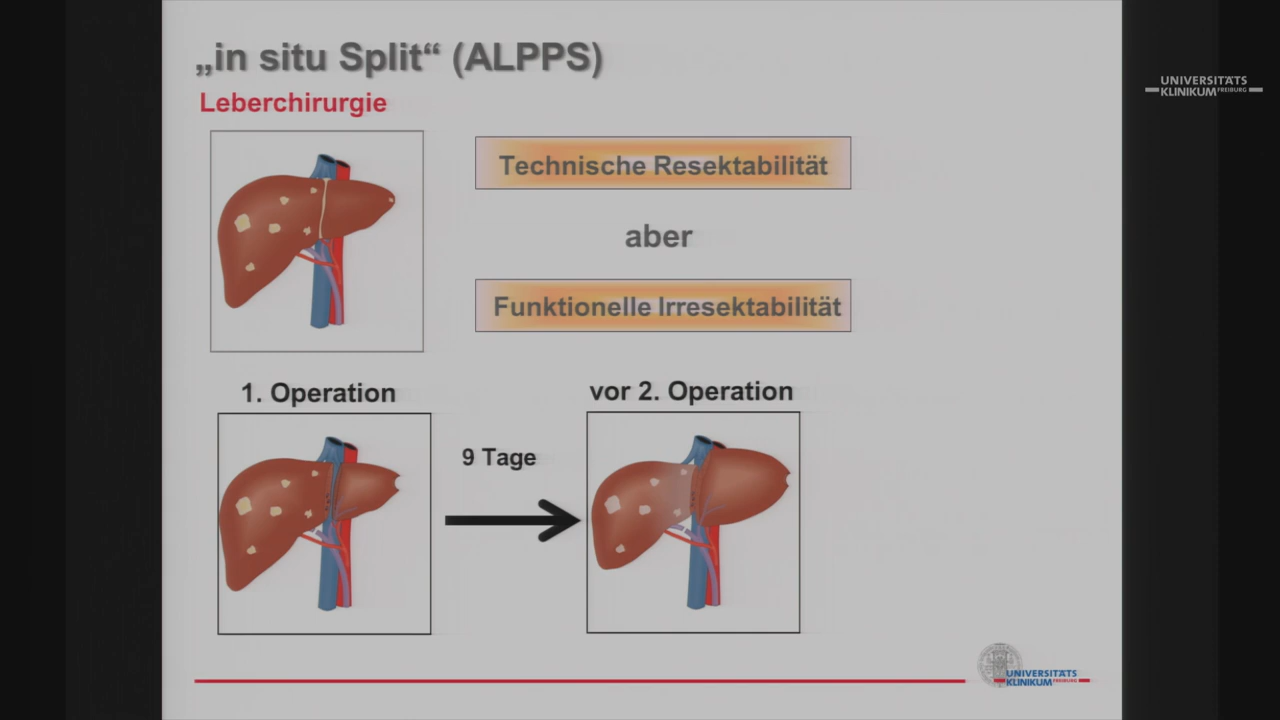 „in situ Split“ (ALPPS)
Leberchirurgie
UNIVERSITÄTS
KLINIKUM FREIBURG
Technische Resektabilität
aber
Funktionelle Irresektabilität
1. Operation
vor 2. Operation
9 Tage
UNIVERSITÄTS
KLINIKUM FREIBURG